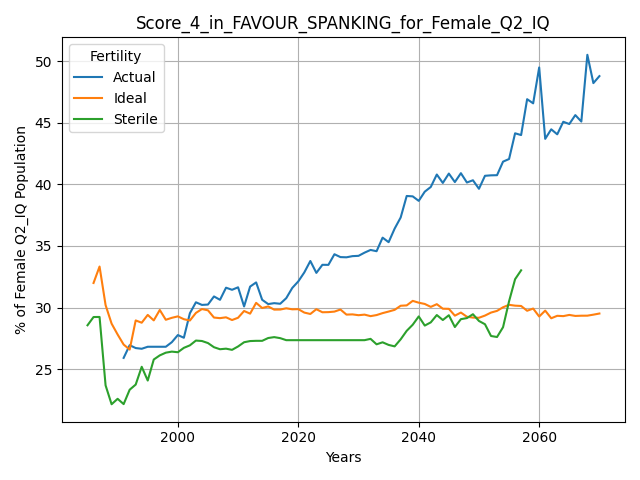 Score_4_in_FAVOUR_SPANKING_for_Female_Q2_IQ
Fertility
Actual
Ideal
Sterile
% of Female Q2_IQ Population
50
45
40
35
30
25
2000
2020
2040
2060
Years